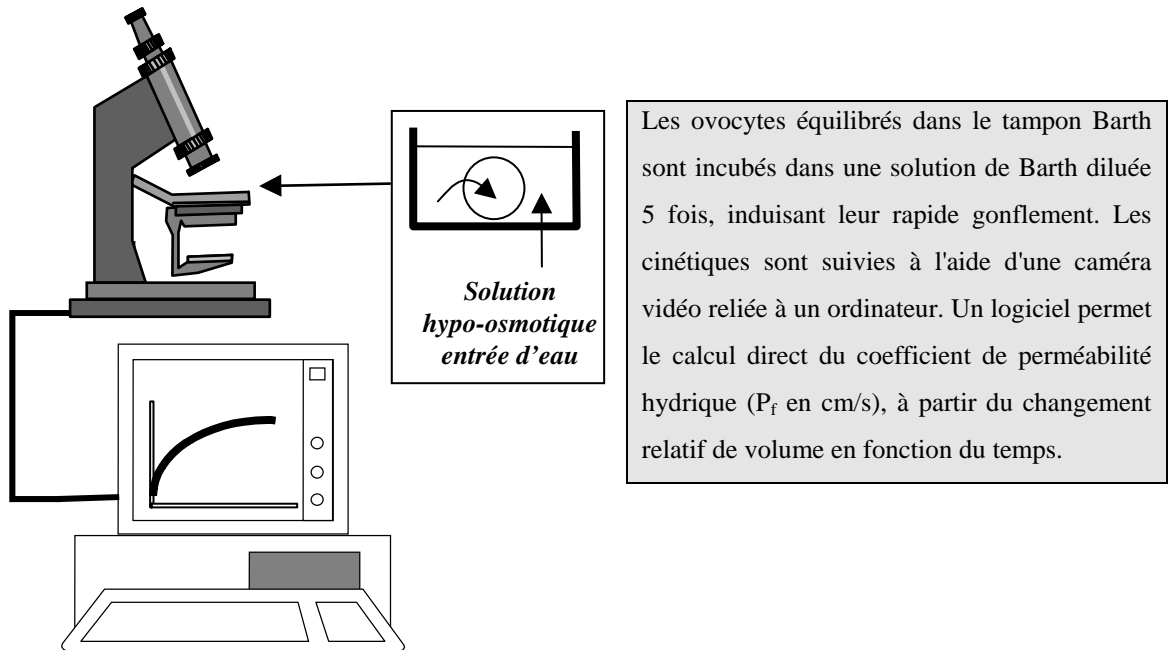 Solution
hypo-osmotique
entrée d'eau
Les ovocytes équilibrés dans le tampon Barth
sont incubés dans une solution de Barth diluée
5 fois, induisant leur rapide gonflement. Les
cinétiques sont suivies à l'aide d'une caméra
vidéo reliée à un ordinateur. Un logiciel permet
le calcul direct du coefficient de perméabilité
hydrique (Pf en cm/s), à partir du changement
relatif de volume en fonction du temps.